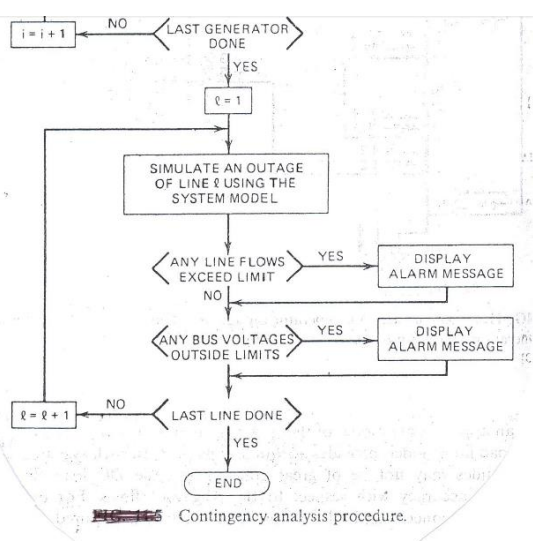 i = i + 1
NO
LAST GENERATOR
DONE
YES
ℓ = 1
SIMULATE AN OUTAGE
OF LINE ℓ USING THE
SYSTEM MODEL
ANY LINE FLOWS
EXCEED LIMIT
YES
DISPLAY
ALARM MESSAGE
NO
ANY BUS VOLTAGES
OUTSIDE LIMITS
YES
DISPLAY
ALARM MESSAGE
ℓ = ℓ + 1
NO
LAST LINE DONE
YES
END
Contingency analysis procedure.